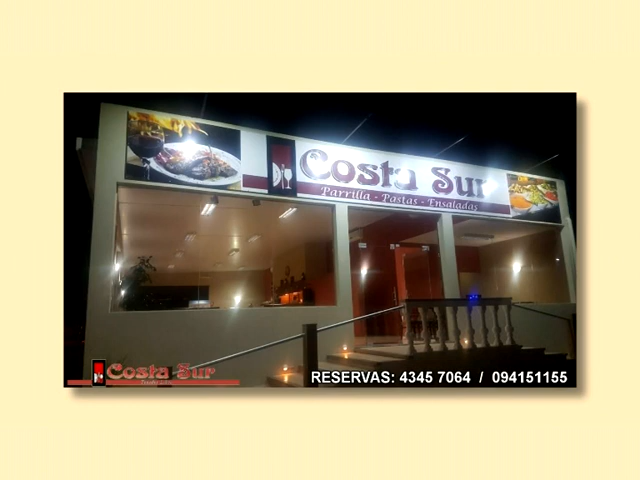 Costa Sur
Parrilla - Pastas - Ensaladas
Costa Sur
RESERVAS: 4345 7064 / 094151155